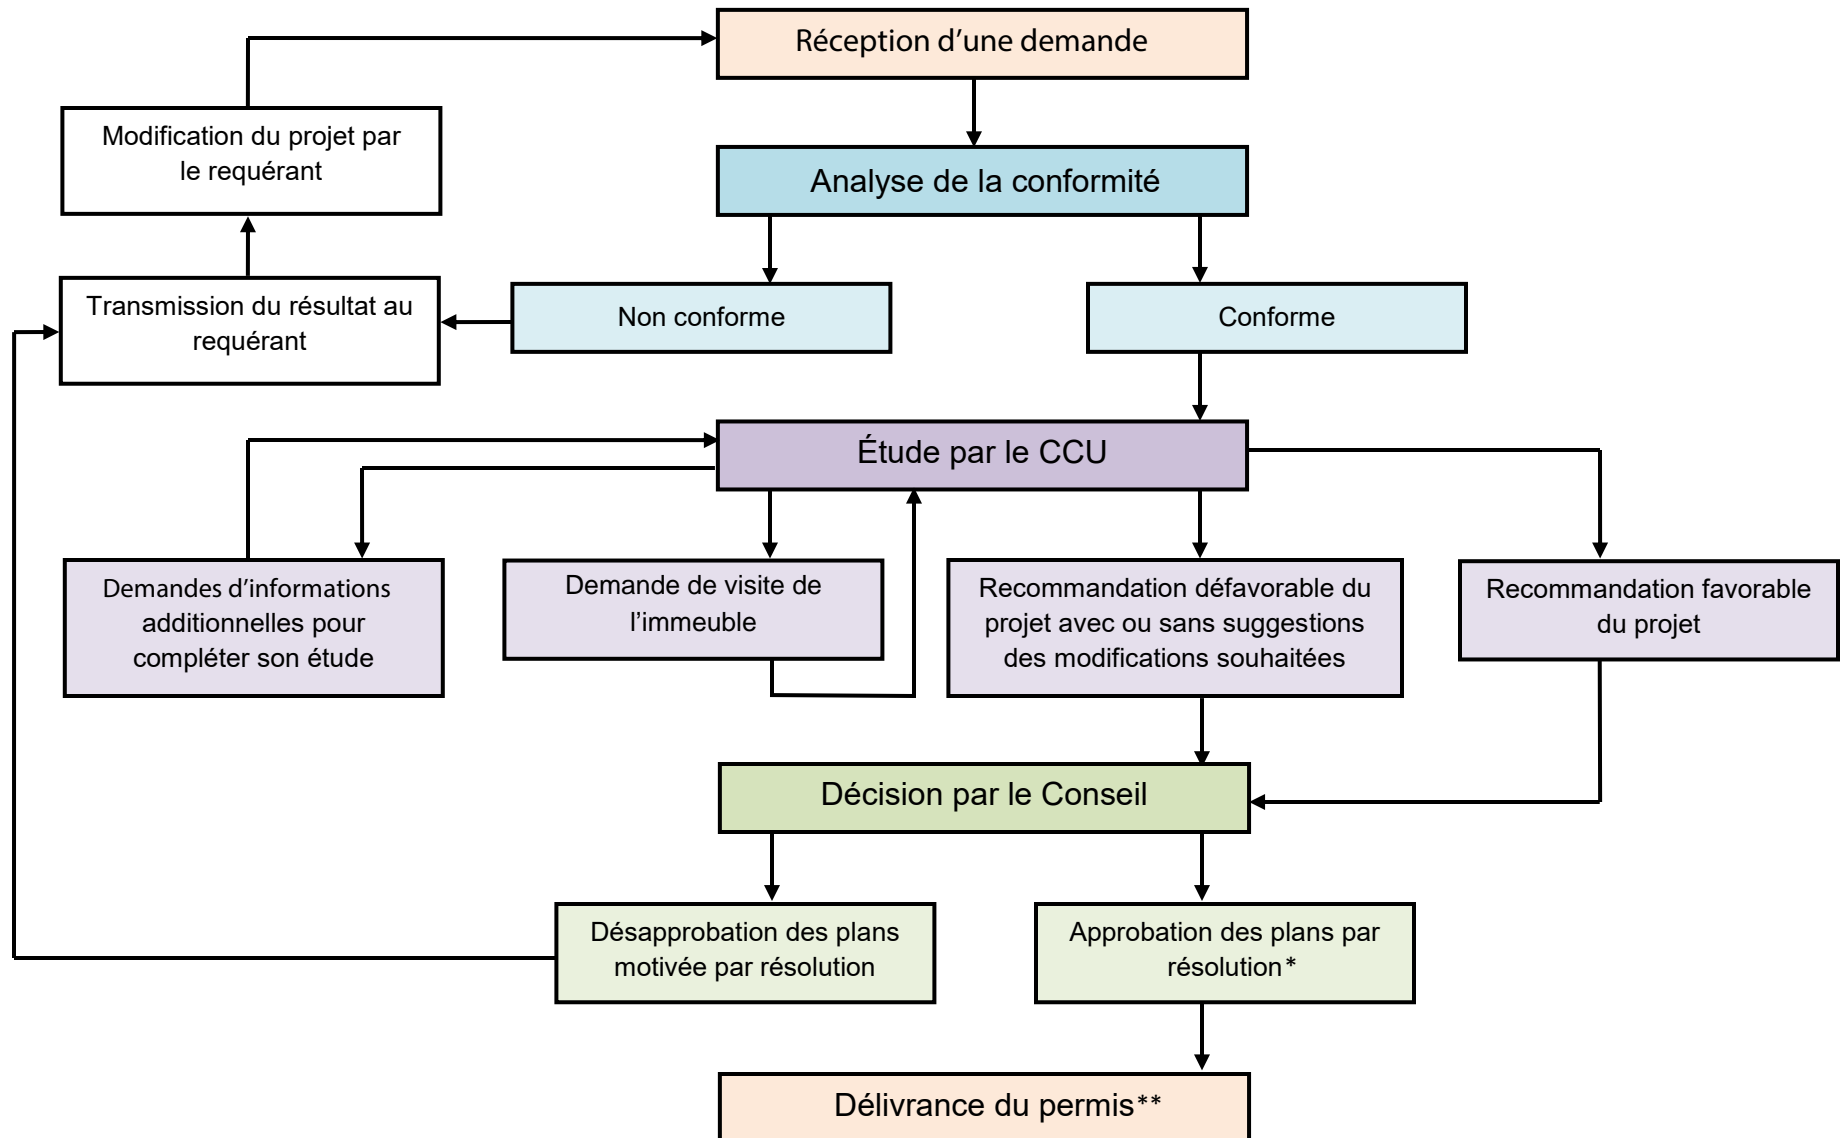 Réception d’une demande
Modification du projet par
le requérant
Analyse de la conformité
Transmission du résultat au
requérant
Non conforme
Conforme
Étude par le CCU
Demandes d’informations
additionnelles pour
compléter son étude
Demande de visite de
l’immeuble
Recommandation défavorable du
projet avec ou sans suggestions
des modifications souhaitées
Recommandation favorable
du projet
Décision par le Conseil
Désapprobation des plans
motivée par résolution
Approbation des plans par
résolution*
Délivrance du permis**